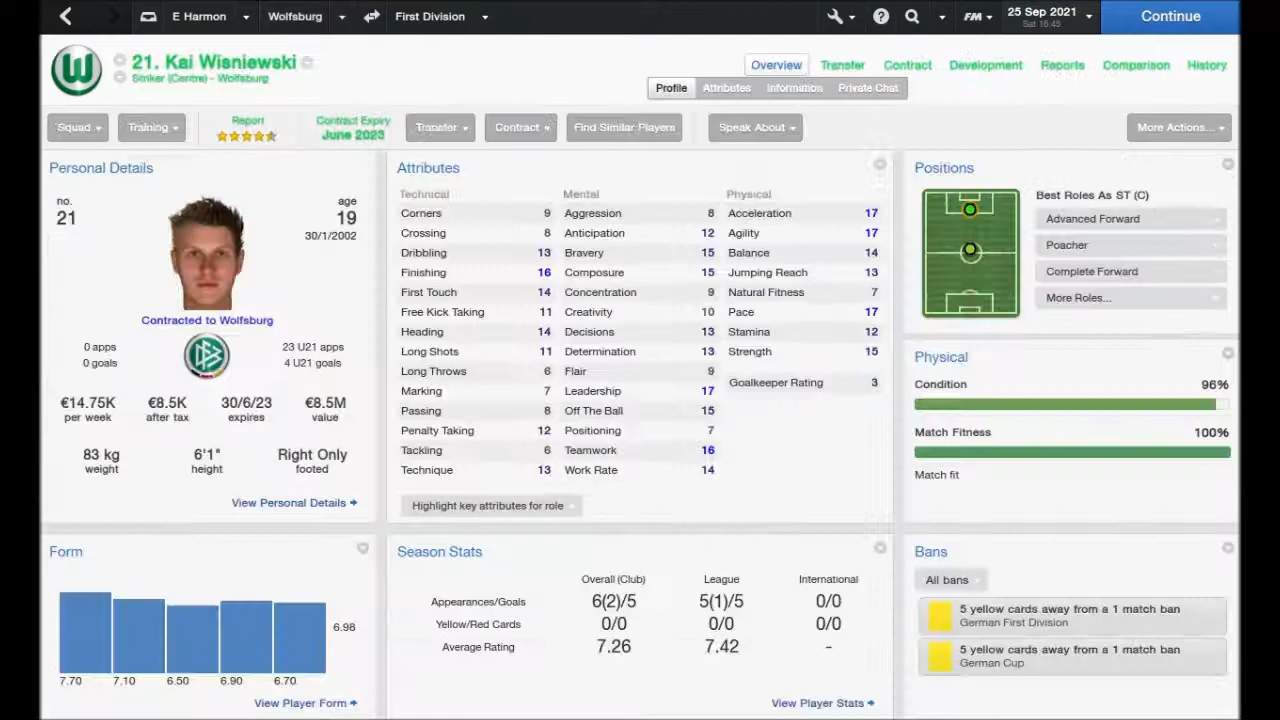 E Harmon Wolfsburg First Division FM 25 Sep 2021 Continue
Sat 16:45
21. Kai Wisniewski
Striker (Centre) - Wolfsburg
Overview Transfer Contract Development Reports Comparison History
Profile Attributes Information Private Chat
Squad Training Report Contract Expiry June 2023 Transfer Contract Find Similar Players Speak About More Actions...
Personal Details
no. age
21 19
30/1/2002
Contracted to Wolfsburg
0 apps 23 U21 apps
0 goals 4 U21 goals
€14.75K €8.5K 30/6/23 €8.5M
per week after tax expires value
83 kg 6'1" Right Only
weight height footed
View Personal Details
Attributes
Technical Mental Physical
Corners 9 Aggression 8 Acceleration 17
Crossing 8 Anticipation 12 Agility 17
Dribbling 13 Bravery 15 Balance 14
Finishing 16 Composure 15 Jumping Reach 13
First Touch 14 Concentration 9 Natural Fitness 7
Free Kick Taking 11 Creativity 10 Pace 17
Heading 14 Decisions 13 Stamina 12
Long Shots 11 Determination 13 Strength 15
Long Throws 6 Flair 9
Goalkeeper Rating 3
Marking 7 Leadership 17
Passing 8 Off The Ball 15
Penalty Taking 12 Positioning 7
Tackling 6 Teamwork 16
Technique 13 Work Rate 14
Highlight key attributes for role
Positions
Best Roles As ST (C)
Advanced Forward
Poacher
Complete Forward
More Roles...
Physical
Condition 96%
Match Fitness 100%
Match fit
Form
6.98
7.70 7.10 6.50 6.90 6.70
View Player Form
Season Stats
Overall (Club) League International
Appearances/Goals 6(2)/5 5(1)/5 0/0
Yellow/Red Cards 0/0 0/0 0/0
Average Rating 7.26 7.42 -
View Player Stats
Bans
All bans
5 yellow cards away from a 1 match ban
German First Division
5 yellow cards away from a 1 match ban
German Cup